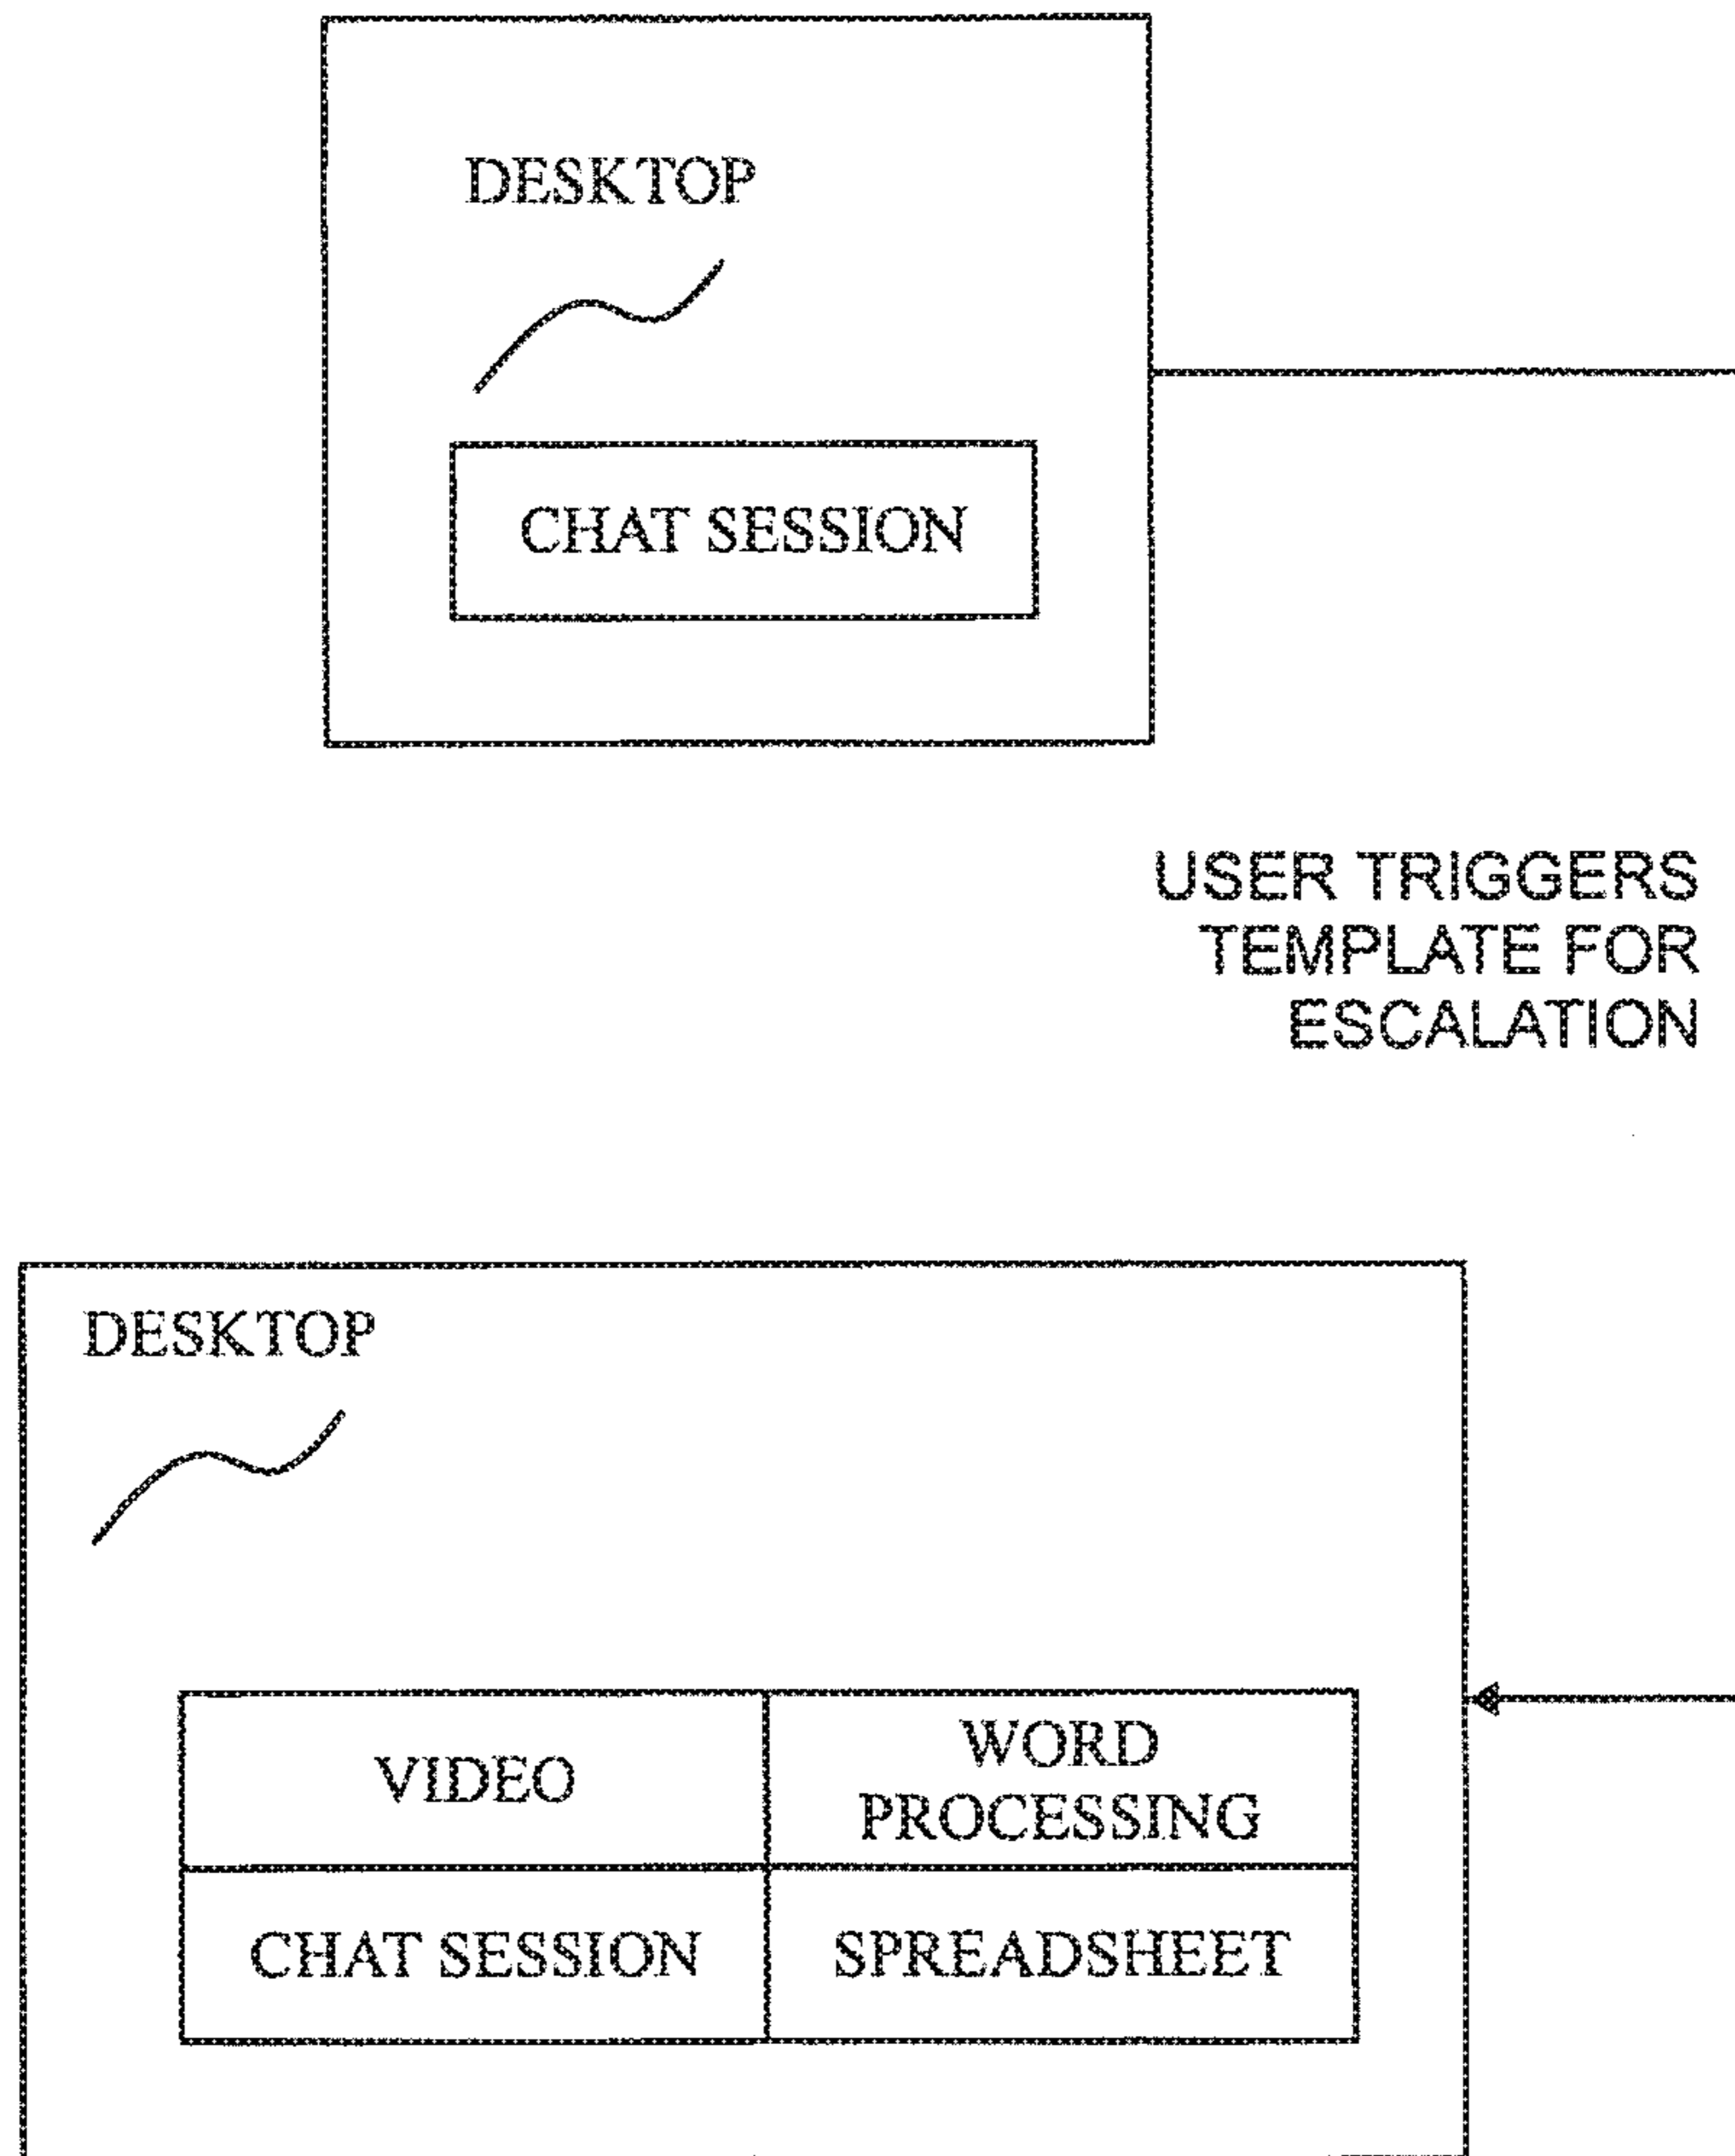 DESKTOP
CHAT SESSION
USER TRIGGERS
TEMPLATE FOR
ESCALATION
DESKTOP
VIDEO
WORD
PROCESSING
CHAT SESSION
SPREADSHEET